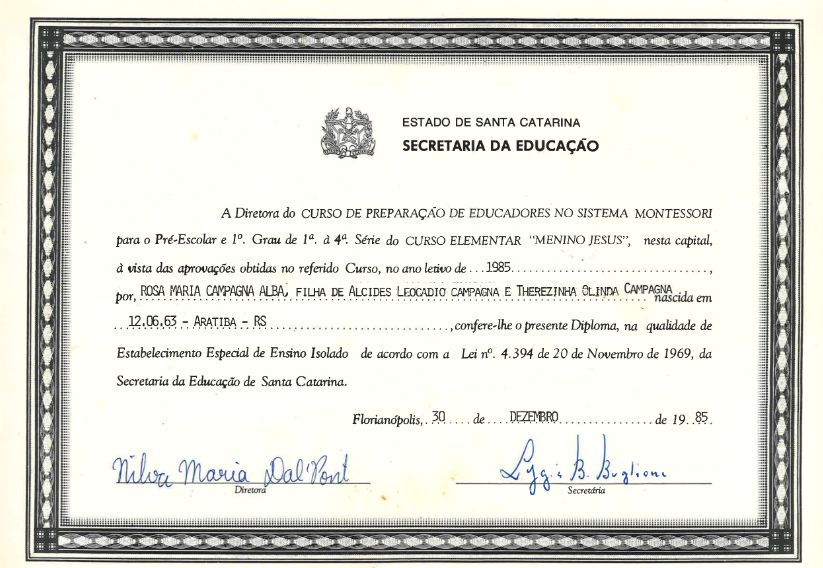 ESTADO DE SANTA CATARINA
SECRETARIA DA EDUCAÇÃO
A Diretora do CURSO DE PREPARAÇÃO DE EDUCADORES NO SISTEMA MONTESSORI
para o Pré-Escolar e 1º. Grau de 1ª. à 4ª. Série do CURSO ELEMENTAR "MENINO JESUS", nesta capital,
à vista das aprovações obtidas no referido Curso, no ano letivo de ...1985...,
por, ROSA MARIA CAMPAGNA ALBA, FILHA DE ALCIDES LEOCADIO CAMPAGNA E THEREZINHA OLINDA CAMPAGNA nascida em
12.06.63 - ARATIBA - RS ..., confere-lhe o presente Diploma, na qualidade de
Estabelecimento Especial de Ensino Isolado de acordo com a Lei nº. 4.394 de 20 de Novembro de 1969, da
Secretaria da Educação de Santa Catarina.
Florianópolis, 30 de DEZEMBRO de 19 85.
Nilva Maria Dal'Pont
Diretora
Lygia B. Buglione
Secretária